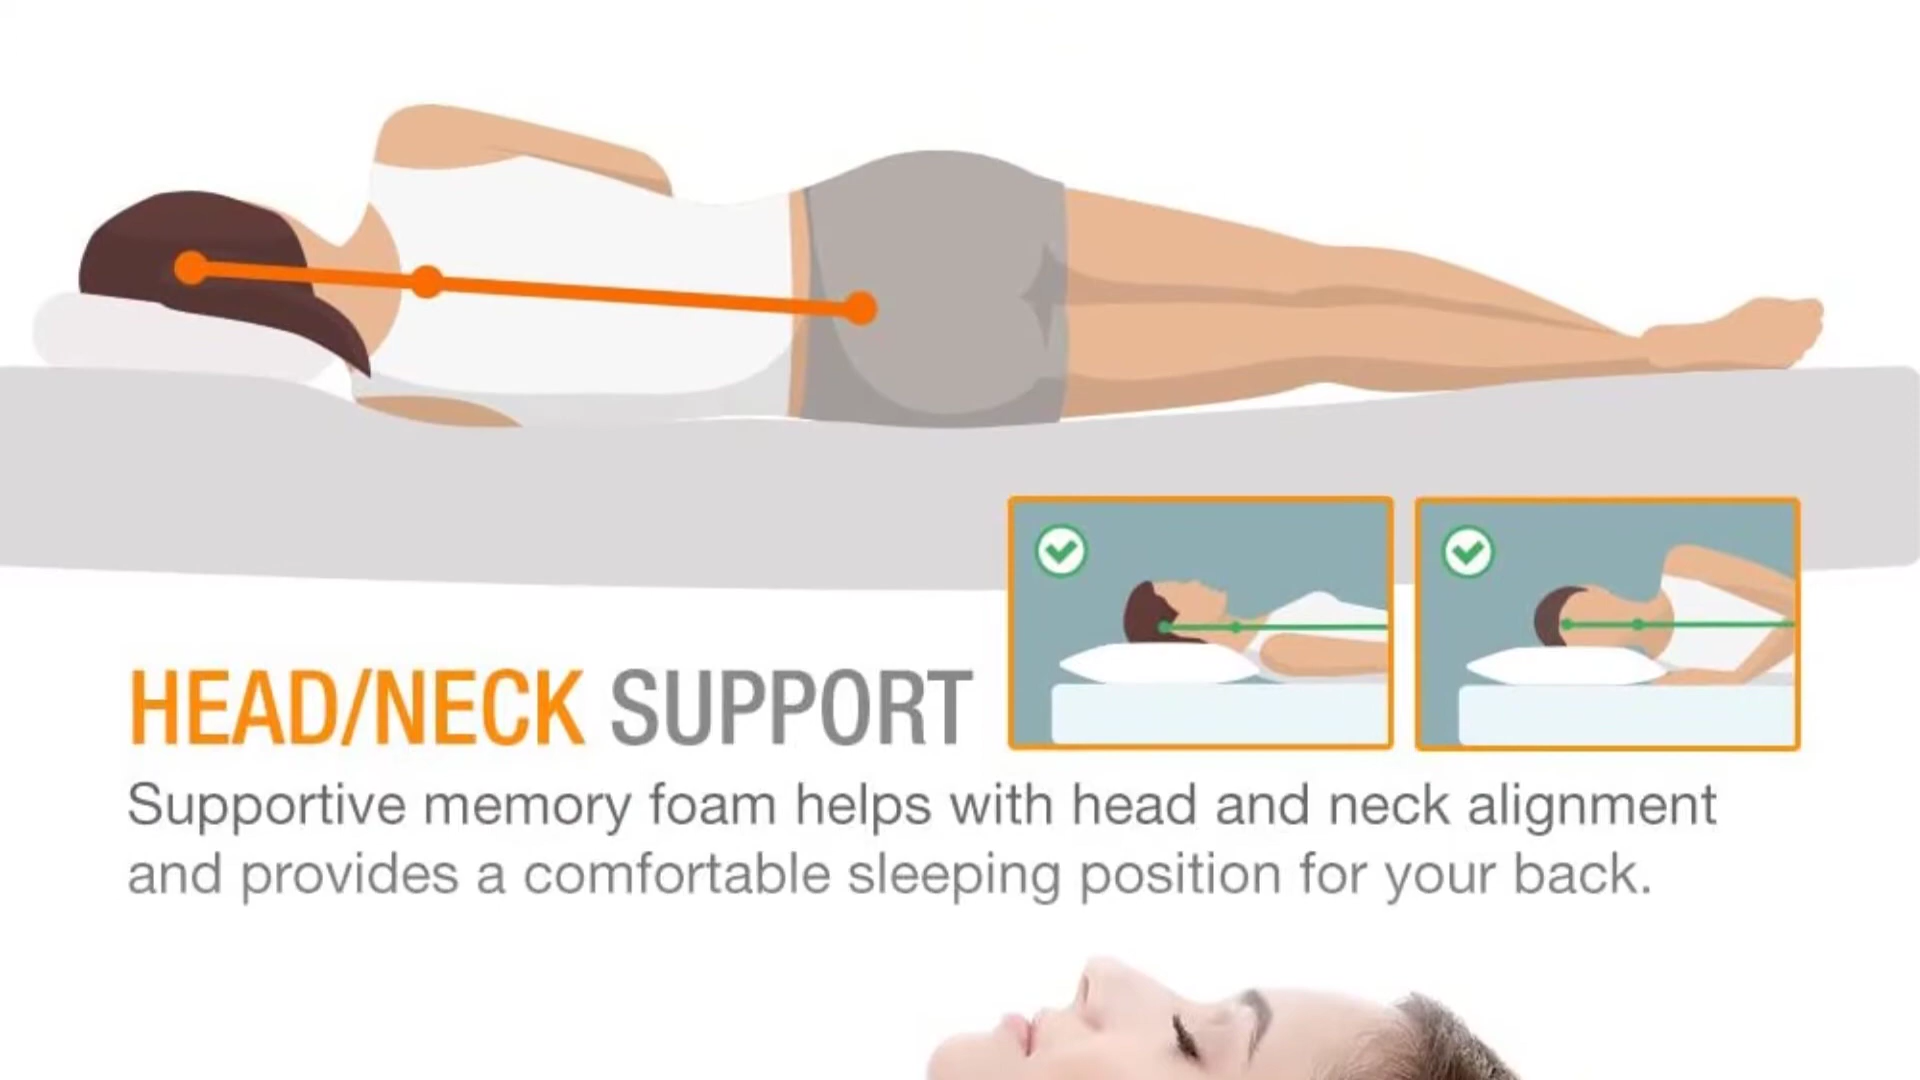 HEAD/NECK SUPPORT
Supportive memory foam helps with head and neck alignment
and provides a comfortable sleeping position for your back.